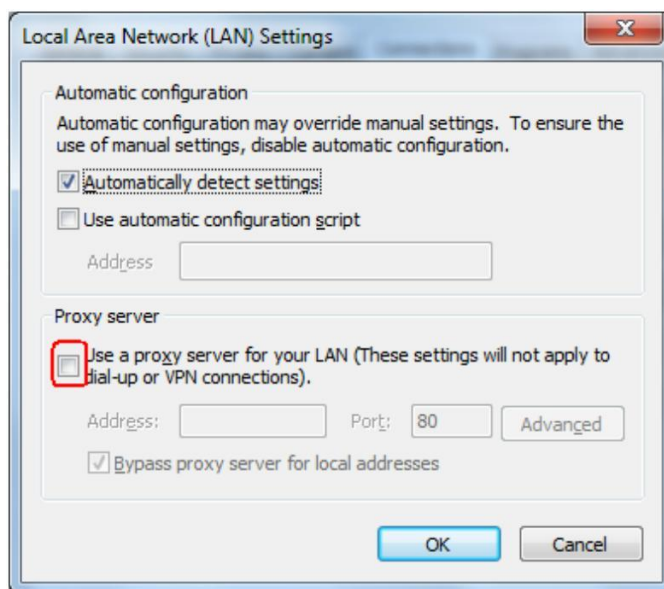 Local Area Network (LAN) Settings
Connections
Automatic configuration
Automatic configuration may override manual settings. To ensure the
use of manual settings, disable automatic configuration.
Automatically detect settings
Use automatic configuration script
Address
Proxy server
Use a proxy server for your LAN (These settings will not apply to
dial-up or VPN connections).
Address:
Port: 80 Advanced
Bypass proxy server for local addresses
OK Cancel